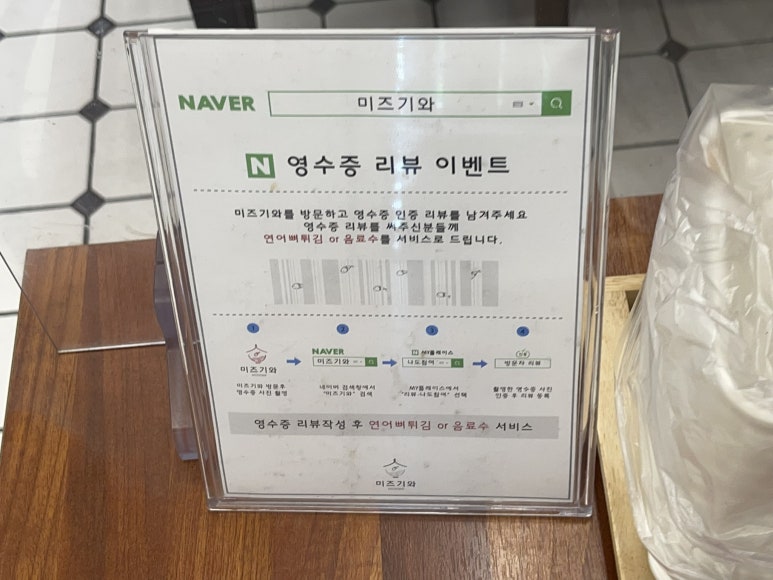 NAVER 미즈기와
N 영수증 리뷰 이벤트
미즈기와를 방문하고 영수증 인증 리뷰를 남겨주세요
영수증 리뷰를 써주신분들께
연어뼈튀김 or 음료수를 서비스로 드립니다.
1 2 3 4
미즈기와
NAVER
미즈기와
N MY플레이스
나도참여
방문자 리뷰
미즈기와 방문후
영수증 사진 촬영
네이버 검색창에서
"미즈기와" 검색
MY플레이스에서
"리뷰-나도참여" 선택
촬영한 영수증 사진
인증 후 리뷰 등록
영수증 리뷰작성 후 연어뼈튀김 or 음료수 서비스
미즈기와